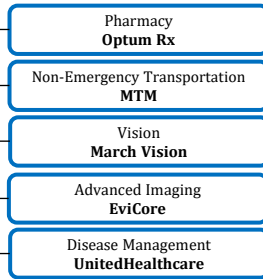 Pharmacy
Optum Rx
Non-Emergency Transportation
MTM
Vision
March Vision
Advanced Imaging
EviCore
Disease Management
UnitedHealthcare